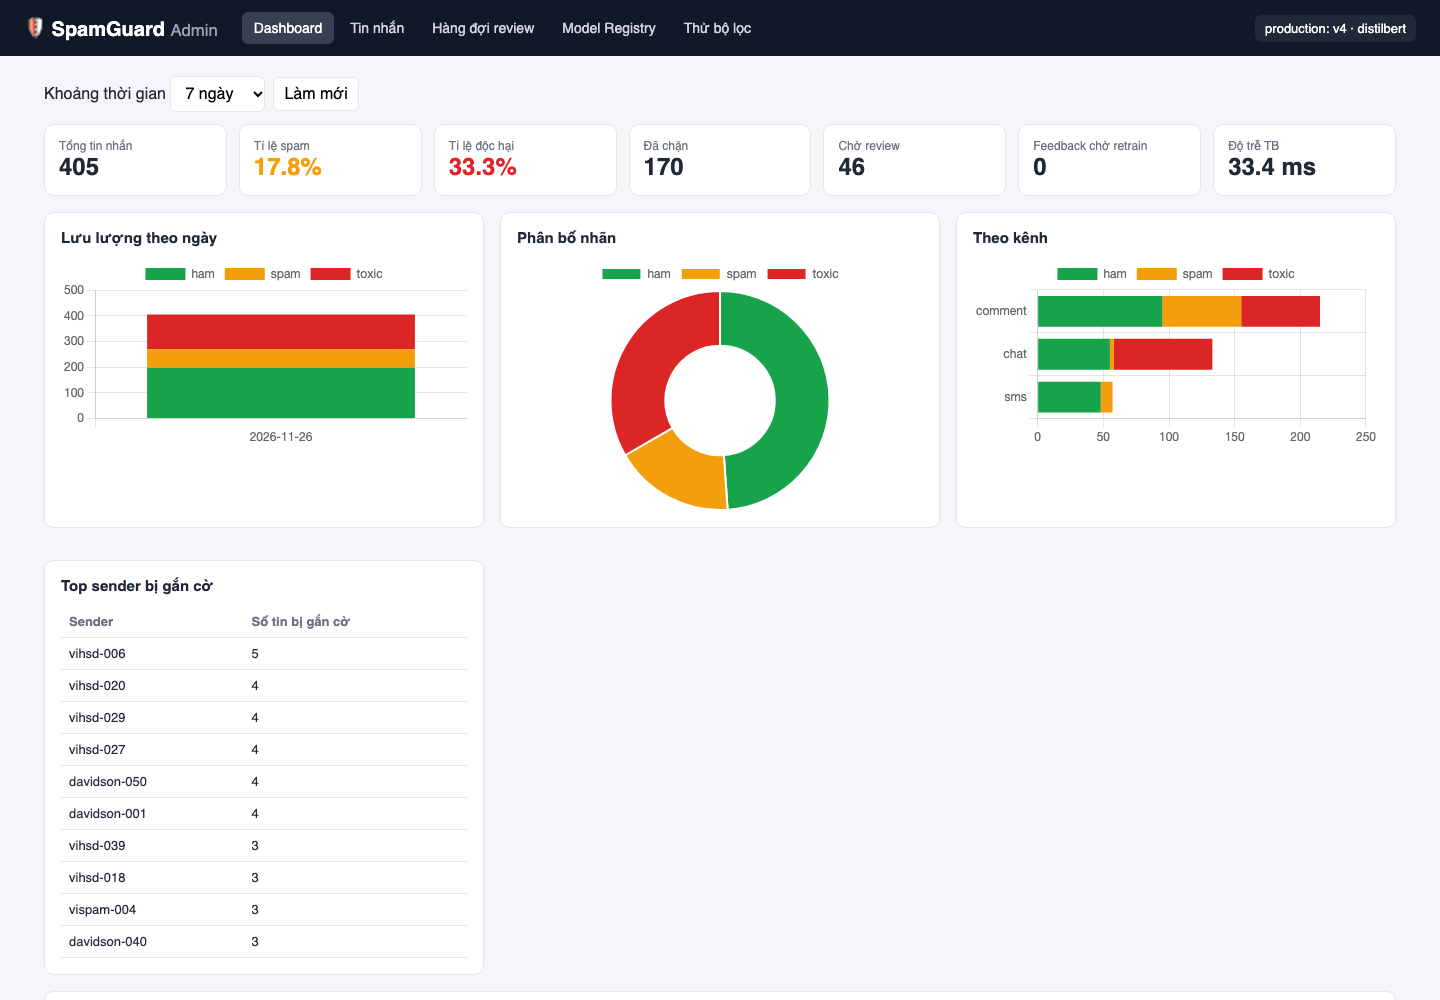 SpamGuard Admin
Dashboard
Tin nhắn
Hàng đợi review
Model Registry
Thử bộ lọc
production: v4 · distilbert
Khoảng thời gian
7 ngày
Làm mới
Tổng tin nhắn
405
Tỉ lệ spam
17.8%
Tỉ lệ độc hại
33.3%
Đã chặn
170
Chờ review
46
Feedback chờ retrain
0
Độ trễ TB
33.4 ms
Lưu lượng theo ngày
ham spam toxic
500
400
300
200
100
0
2026-11-26
Phân bố nhãn
ham spam toxic
Theo kênh
ham spam toxic
comment
chat
sms
0 50 100 150 200 250
Top sender bị gắn cờ
Sender Số tin bị gắn cờ
vihsd-006 5
vihsd-020 4
vihsd-029 4
vihsd-027 4
davidson-050 4
davidson-001 4
vihsd-039 3
vihsd-018 3
vispam-004 3
davidson-040 3